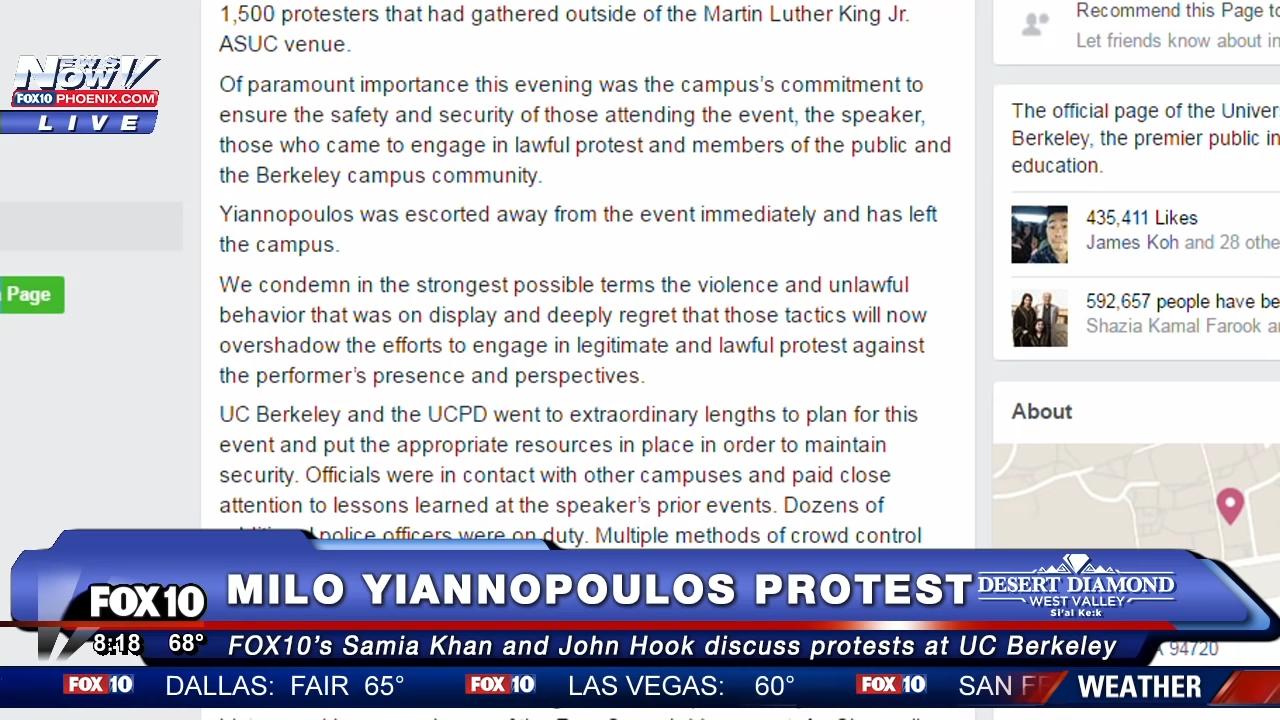 1,500 protesters that had gathered outside of the Martin Luther King Jr.
ASUC venue.
Of paramount importance this evening was the campus's commitment to
ensure the safety and security of those attending the event, the speaker,
those who came to engage in lawful protest and members of the public and
the Berkeley campus community.
Yiannopoulos was escorted away from the event immediately and has left
the campus.
We condemn in the strongest possible terms the violence and unlawful
behavior that was on display and deeply regret that those tactics will now
overshadow the efforts to engage in legitimate and lawful protest against
the performer's presence and perspectives.
UC Berkeley and the UCPD went to extraordinary lengths to plan for this
event and put the appropriate resources in place in order to maintain
security. Officials were in contact with other campuses and paid close
attention to lessons learned at the speaker's prior events. Dozens of
police officers were on duty. Multiple methods of crowd control
NEWS
NOW
FOX10 PHOENIX.COM
LIVE
Page
Recommend this Page to
Let friends know about in
The official page of the Univer
Berkeley, the premier public in
education.
435,411 Likes
James Koh and 28 othe
592,657 people have be
Shazia Kamal Farook a
About
94720
FOX10
MILO YIANNOPOULOS PROTEST
DESERT DIAMOND
WEST VALLEY
Si'al Ke:k
8:18 68°
FOX10's Samia Khan and John Hook discuss protests at UC Berkeley
FOX10 DALLAS: FAIR 65° FOX10 LAS VEGAS: 60° FOX10 SAN F
WEATHER